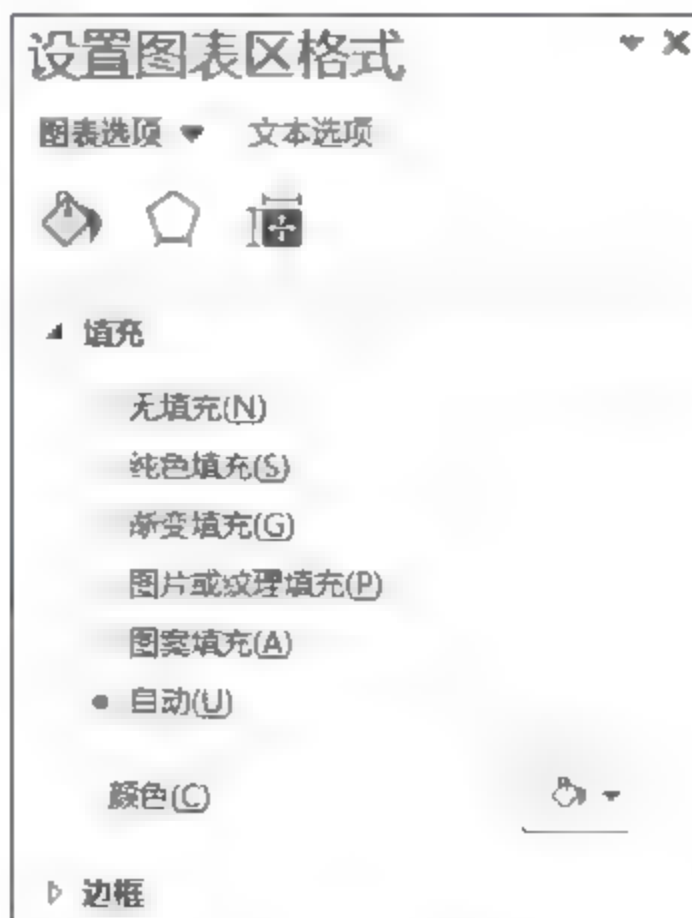 设置图表区格式
图表选项 文本选项
填充
无填充(N)
纯色填充(S)
渐变填充(G)
图片或纹理填充(P)
图案填充(A)
自动(U)
颜色(C)
边框